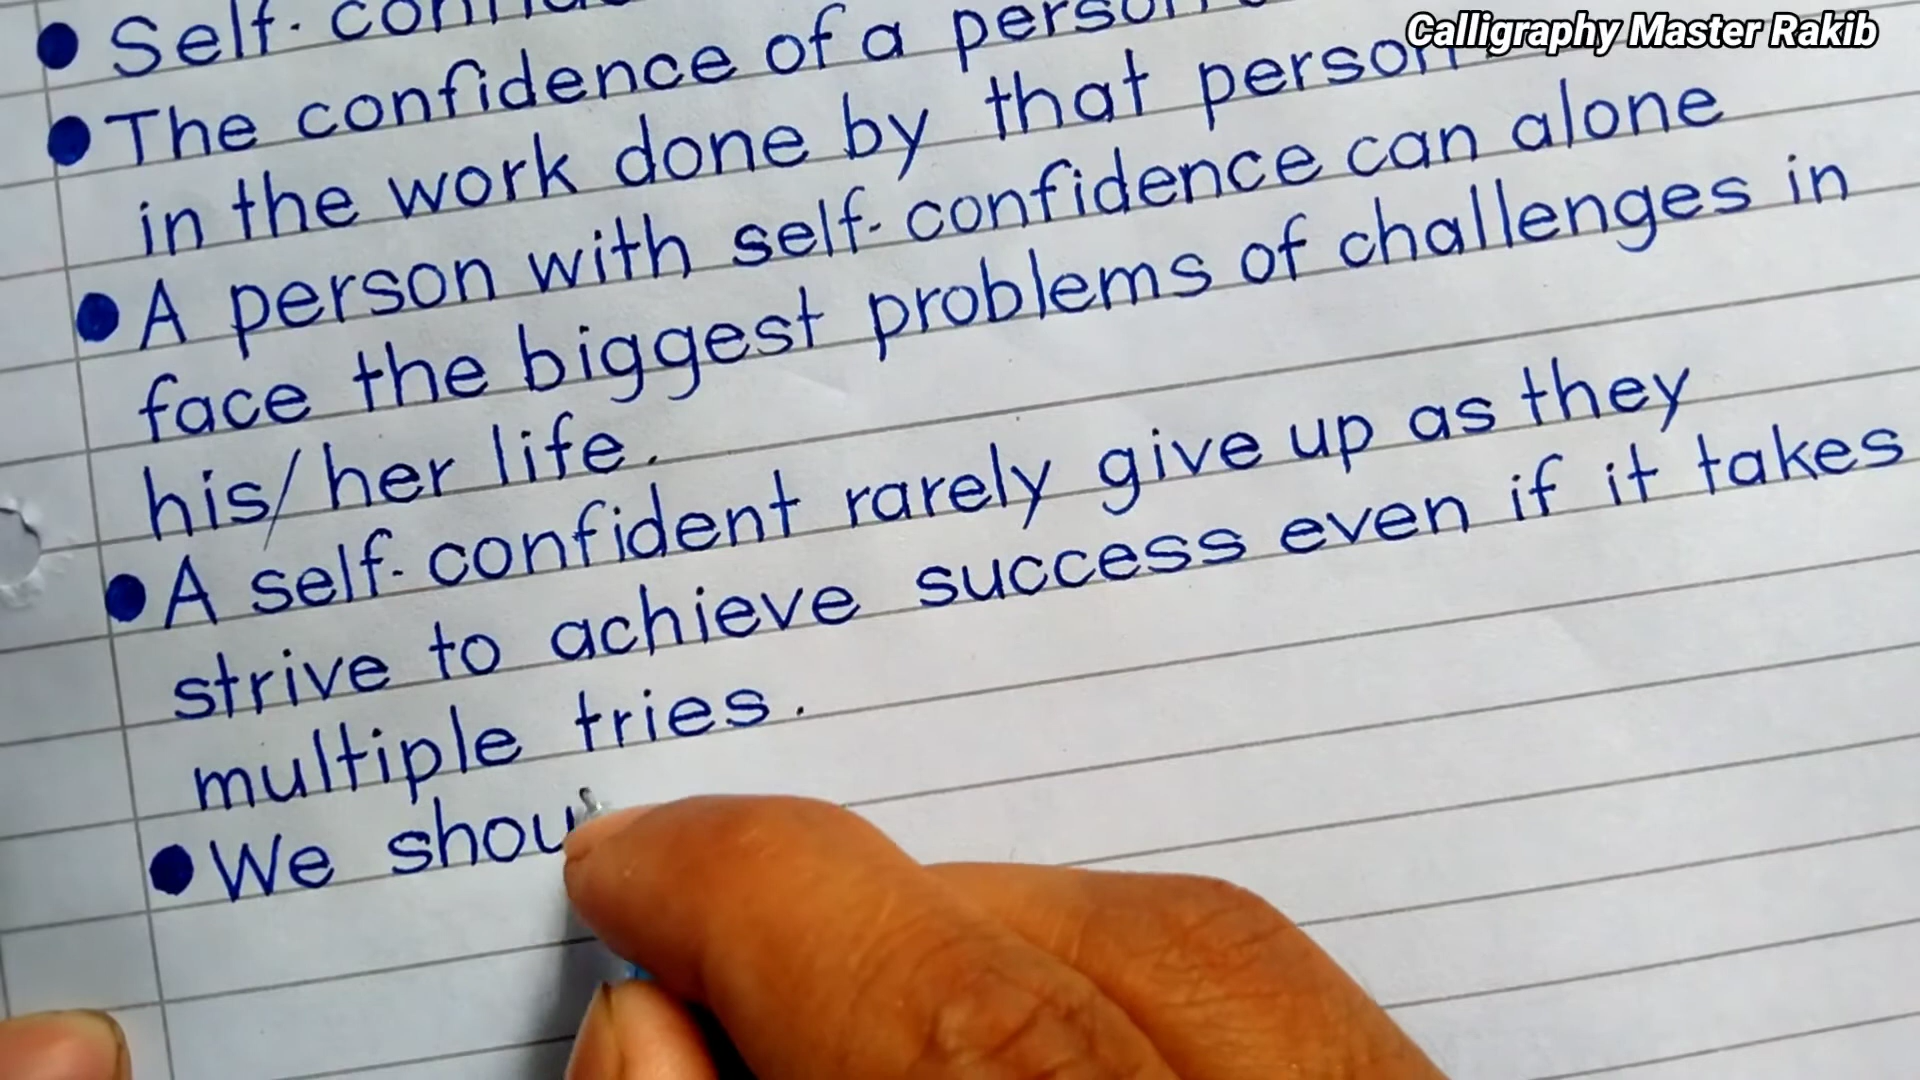 Calligraphy Master Rakib
Self-
The confidence of a person
in the work done by that person
A person with self-confidence can alone
face the biggest problems of challenges in
his/her life.
A self-confident rarely give up as they
strive to achieve success even if it takes
multiple tries.
We shou